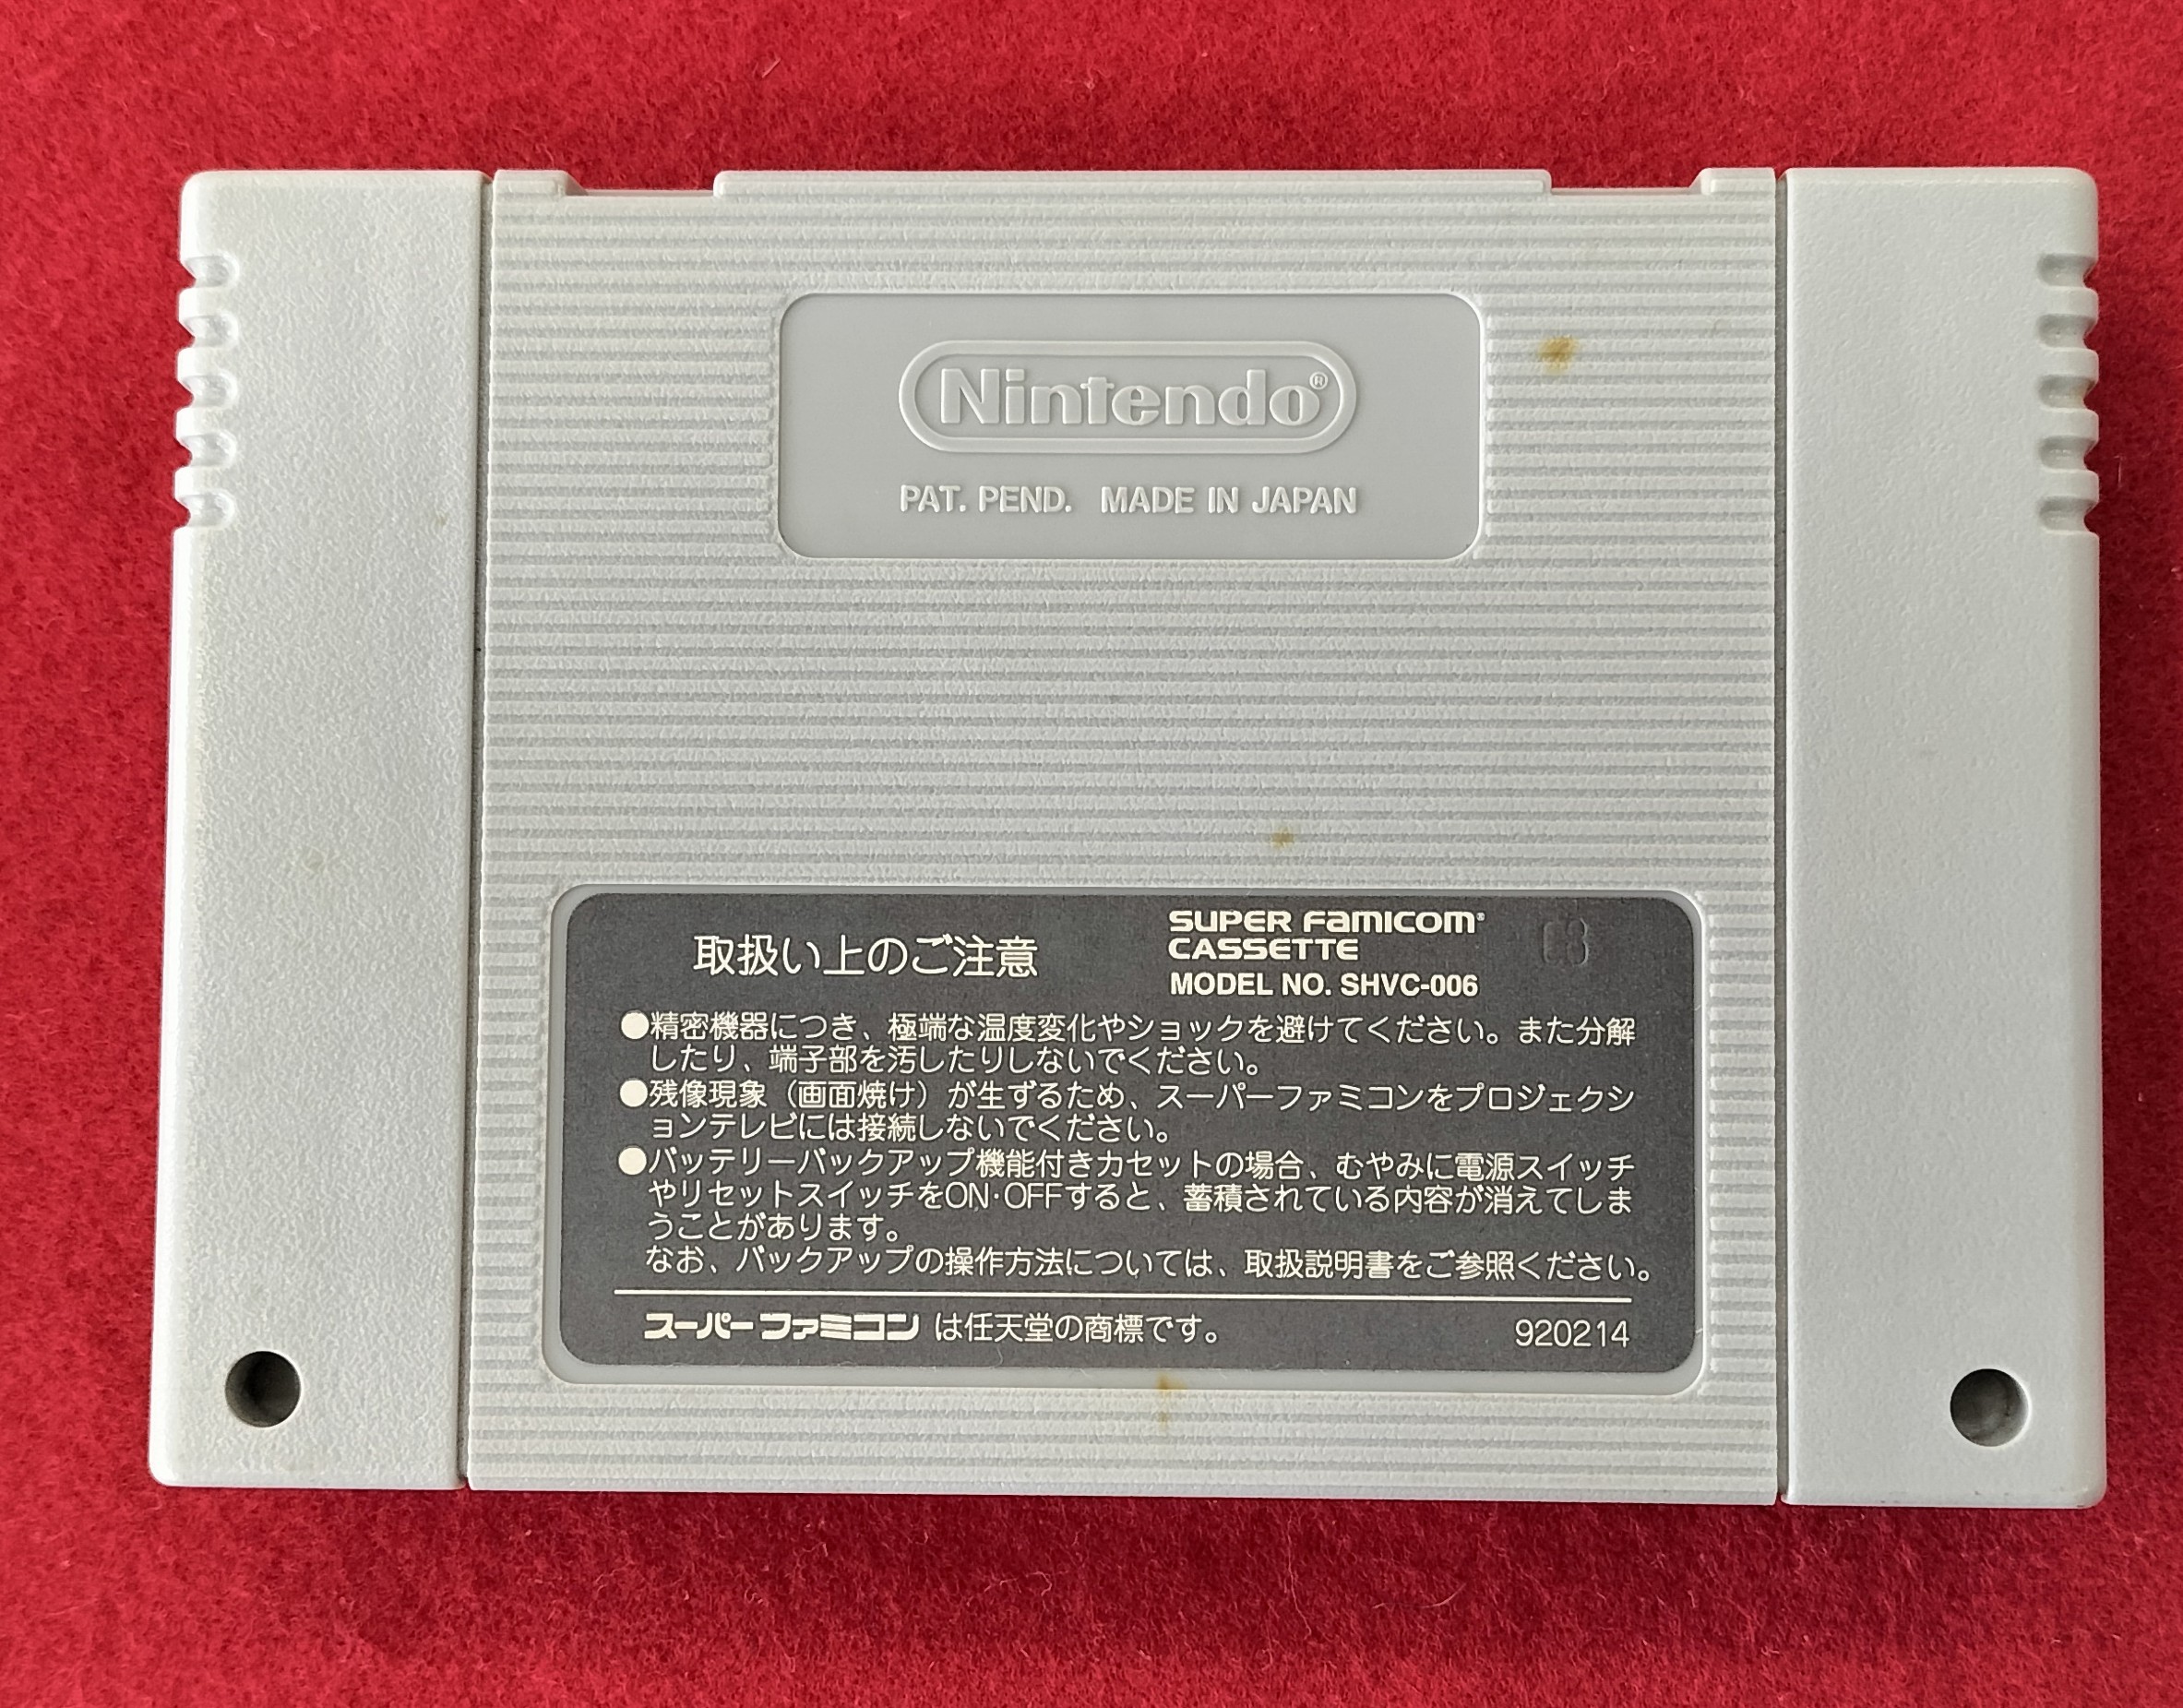 Nintendo®
PAT. PEND. MADE IN JAPAN
取扱い上のご注意
SUPER FAMICOM®
CASSETTE
MODEL NO. SHVC-006
C3
●精密機器につき、極端な温度変化やショックを避けてください。また分解
したり、端子部を汚したりしないでください。
●残像現象（画面焼け）が生ずるため、スーパーファミコンをプロジェクシ
ョンテレビには接続しないでください。
●バッテリーバックアップ機能付きカセットの場合、むやみに電源スイッチ
やリセットスイッチをON·OFFすると、蓄積されている内容が消えてしま
うことがあります。
なお、バックアップの操作方法については、取扱説明書をご参照ください。
スーパーファミコン は任天堂の商標です。
920214